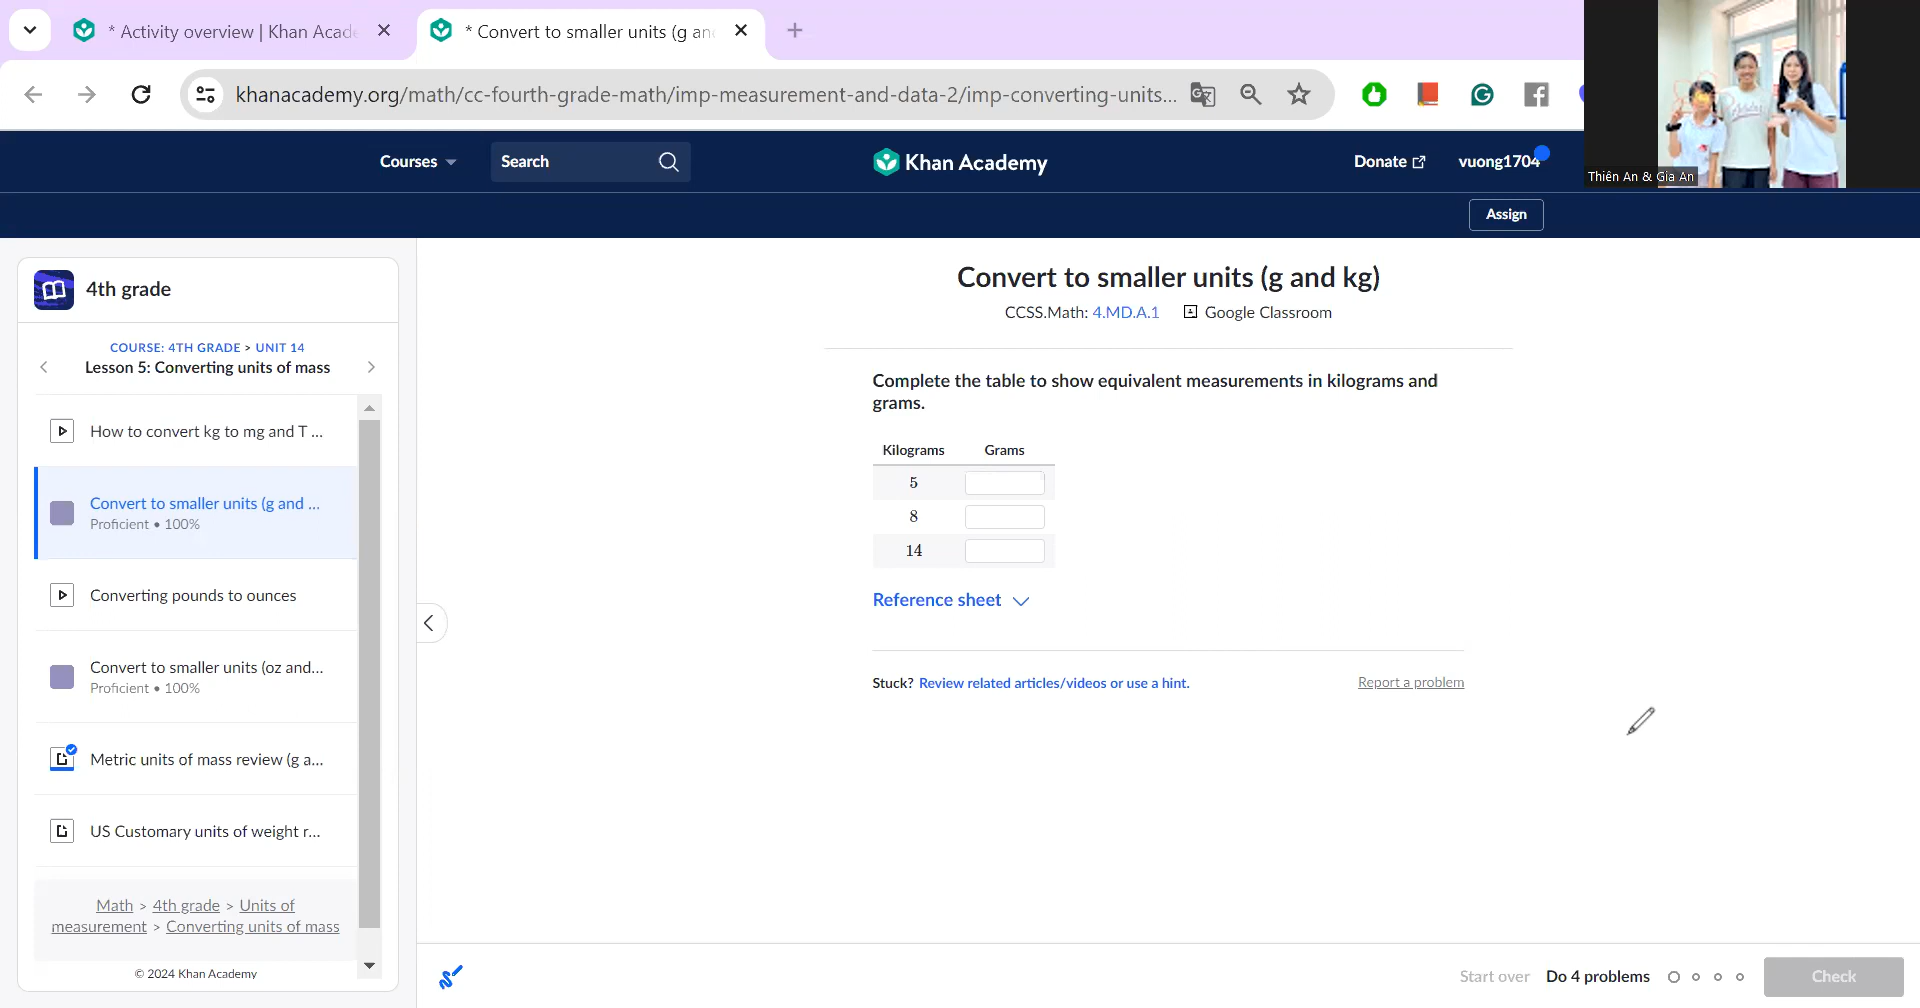 * Activity overview | Khan Acade
* Convert to smaller units (g and
khanacademy.org/math/cc-fourth-grade-math/imp-measurement-and-data-2/imp-converting-units...
Courses
Search
Khan Academy
Donate
vuong1704
Thiên An & Gia An
Assign
4th grade
COURSE: 4TH GRADE > UNIT 14
Lesson 5: Converting units of mass
How to convert kg to mg and T ...
Convert to smaller units (g and ...
Proficient • 100%
Converting pounds to ounces
Convert to smaller units (oz and...
Proficient • 100%
Metric units of mass review (g a...
US Customary units of weight r...
Math > 4th grade > Units of
measurement > Converting units of mass
© 2024 Khan Academy
Convert to smaller units (g and kg)
CCSS.Math: 4.MD.A.1 Google Classroom
Complete the table to show equivalent measurements in kilograms and
grams.
Kilograms Grams
5
8
14
Reference sheet
Stuck? Review related articles/videos or use a hint.
Report a problem
Start over Do 4 problems Check